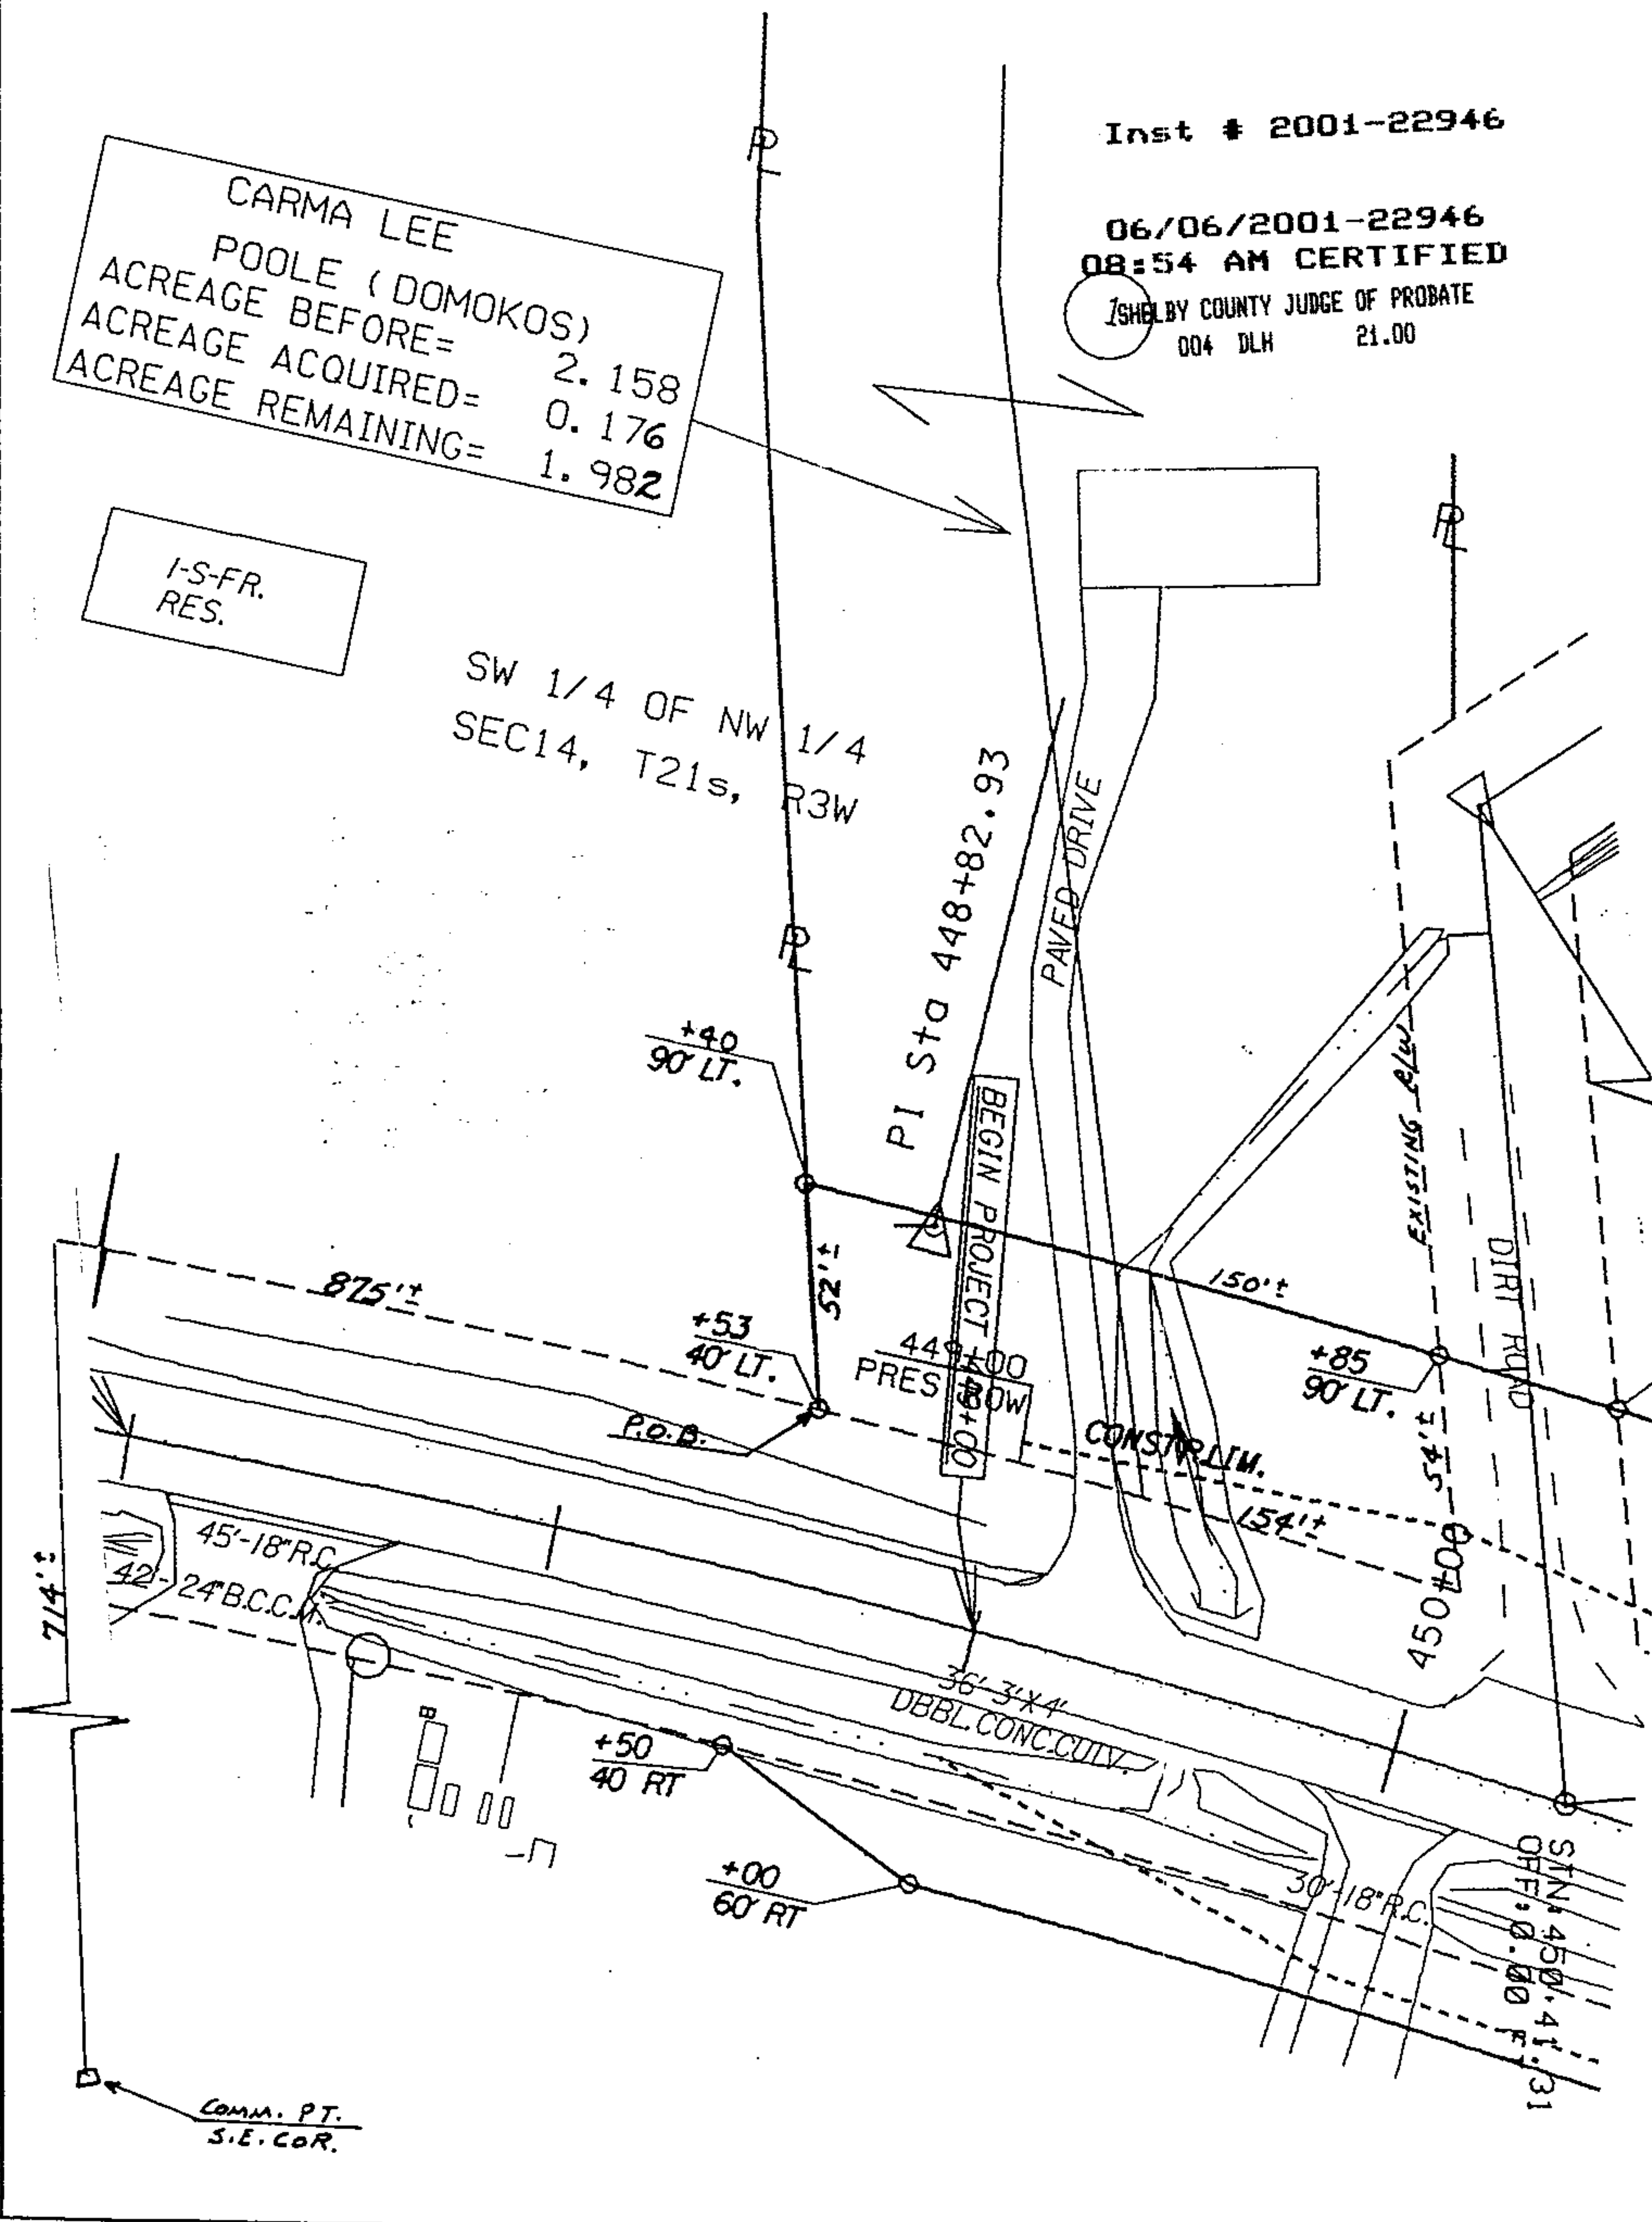 Inst # 2001-22946
06/06/2001-22946
08:54 AM CERTIFIED
SHELBY COUNTY JUDGE OF PROBATE
004 DLH 21.00
CARMA LEE
POOLE (DOMOKOS)
ACREAGE BEFORE= 2.158
ACREAGE ACQUIRED= 0.176
ACREAGE REMAINING= 1.982
1-S-FR.
RES.
SW 1/4 OF NW 1/4
SEC14, T21s, R3W
PI Sta 448+82.93
PAVED DRIVE
+40
90' LT.
BEGIN PROJECT
EXISTING R/W
DIRT ROAD
875'±
52'±
150'±
+53
40' LT.
449+00
PRES ROW
+85
90' LT.
P.O.B.
CONST. LIM.
54'±
154'±
450+00
714'±
45'-18"R.C.
42'-24"B.C.C.M.
36' 3'X4'
DBBL.CONC.CULV.
+50
40 RT
+00
60' RT
30'-18"R.C.
STN: 450+41.31
OFF: 0.00 FT
COMM. PT.
S.E. COR.